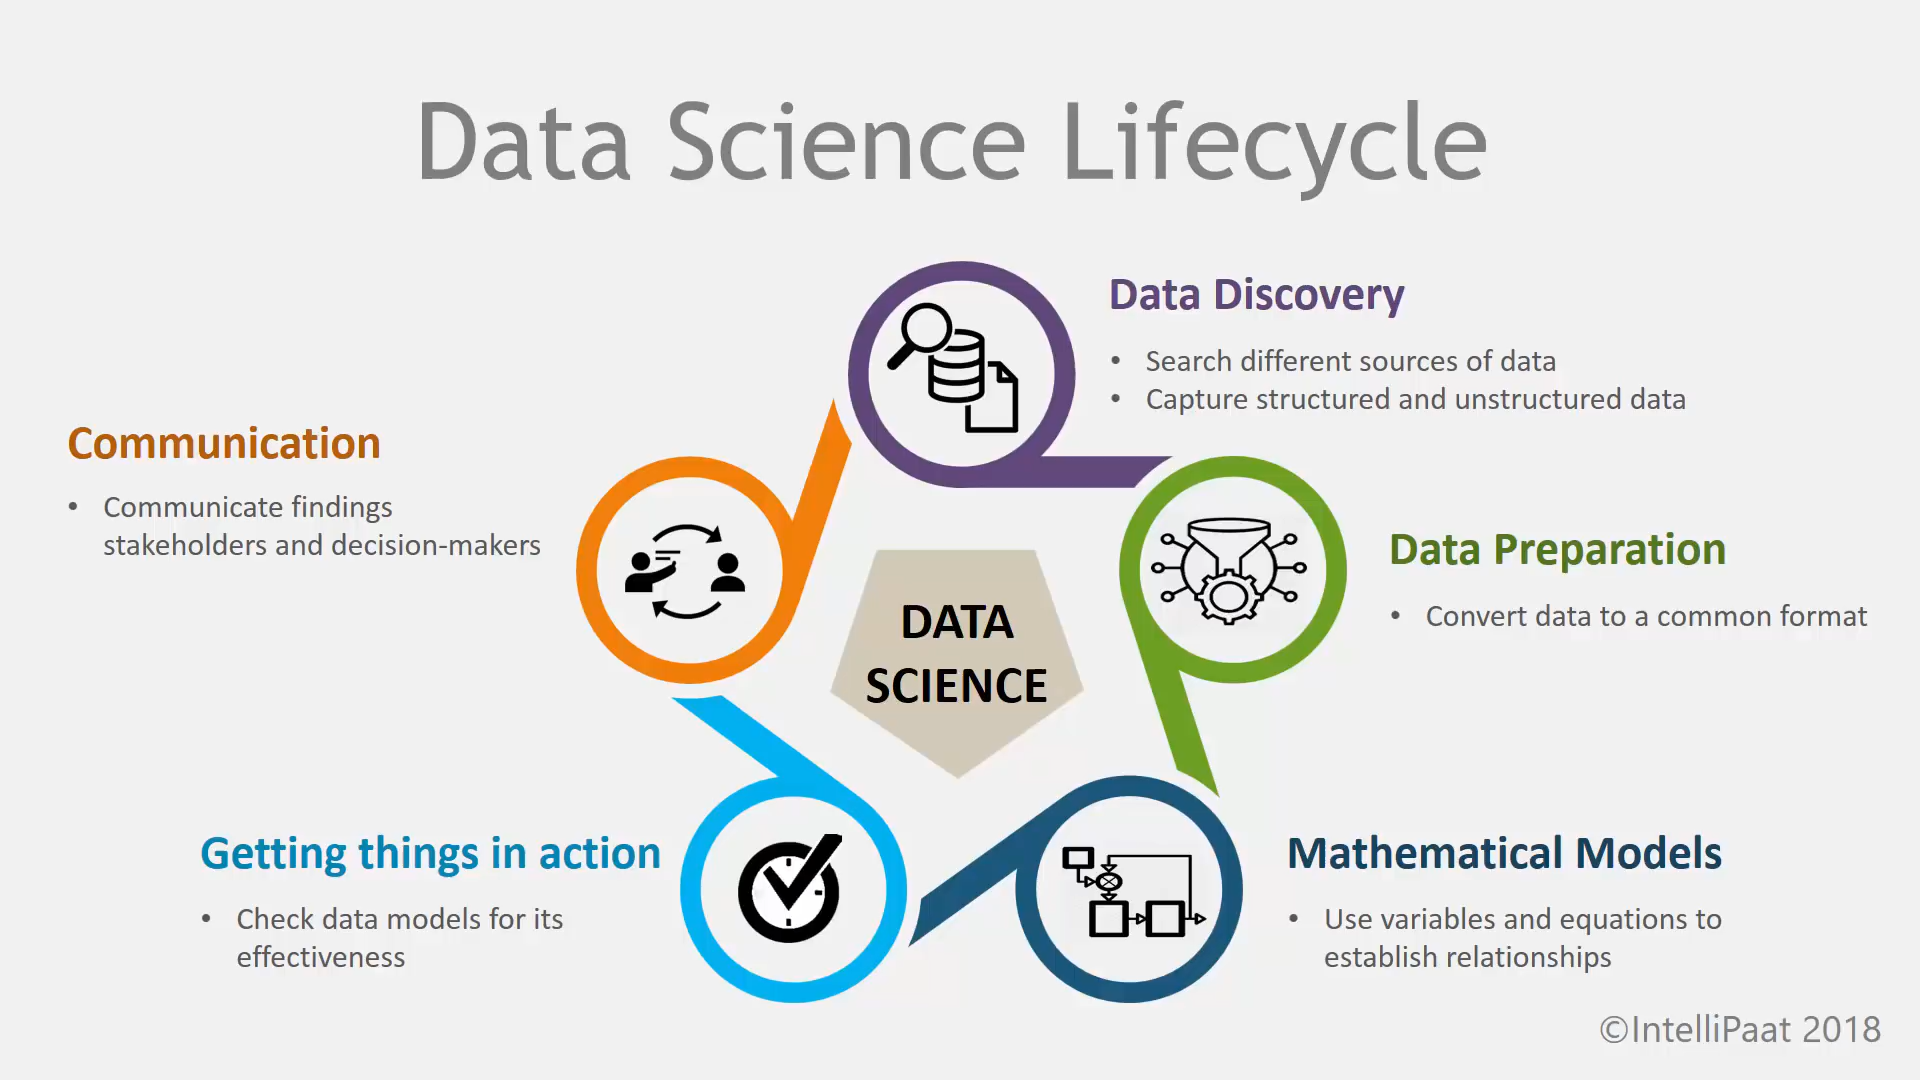 Data Science Lifecycle
Data Discovery
• Search different sources of data
• Capture structured and unstructured data
Data Preparation
• Convert data to a common format
Mathematical Models
• Use variables and equations to
establish relationships
Getting things in action
• Check data models for its
effectiveness
Communication
• Communicate findings
stakeholders and decision-makers
DATA
SCIENCE
©IntelliPaat 2018